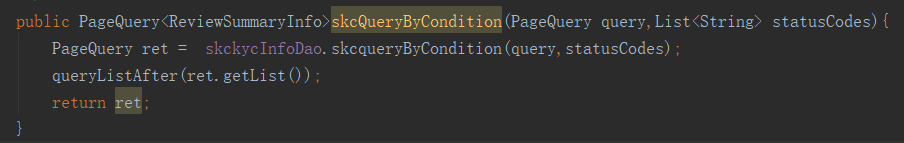 public PageQuery<ReviewSummaryInfo>skcQueryByCondition(PageQuery query,List<String> statusCodes){
PageQuery ret = skckycInfoDao.skcqueryByCondition(query,statusCodes);
queryListAfter(ret.getList());
return ret;
}